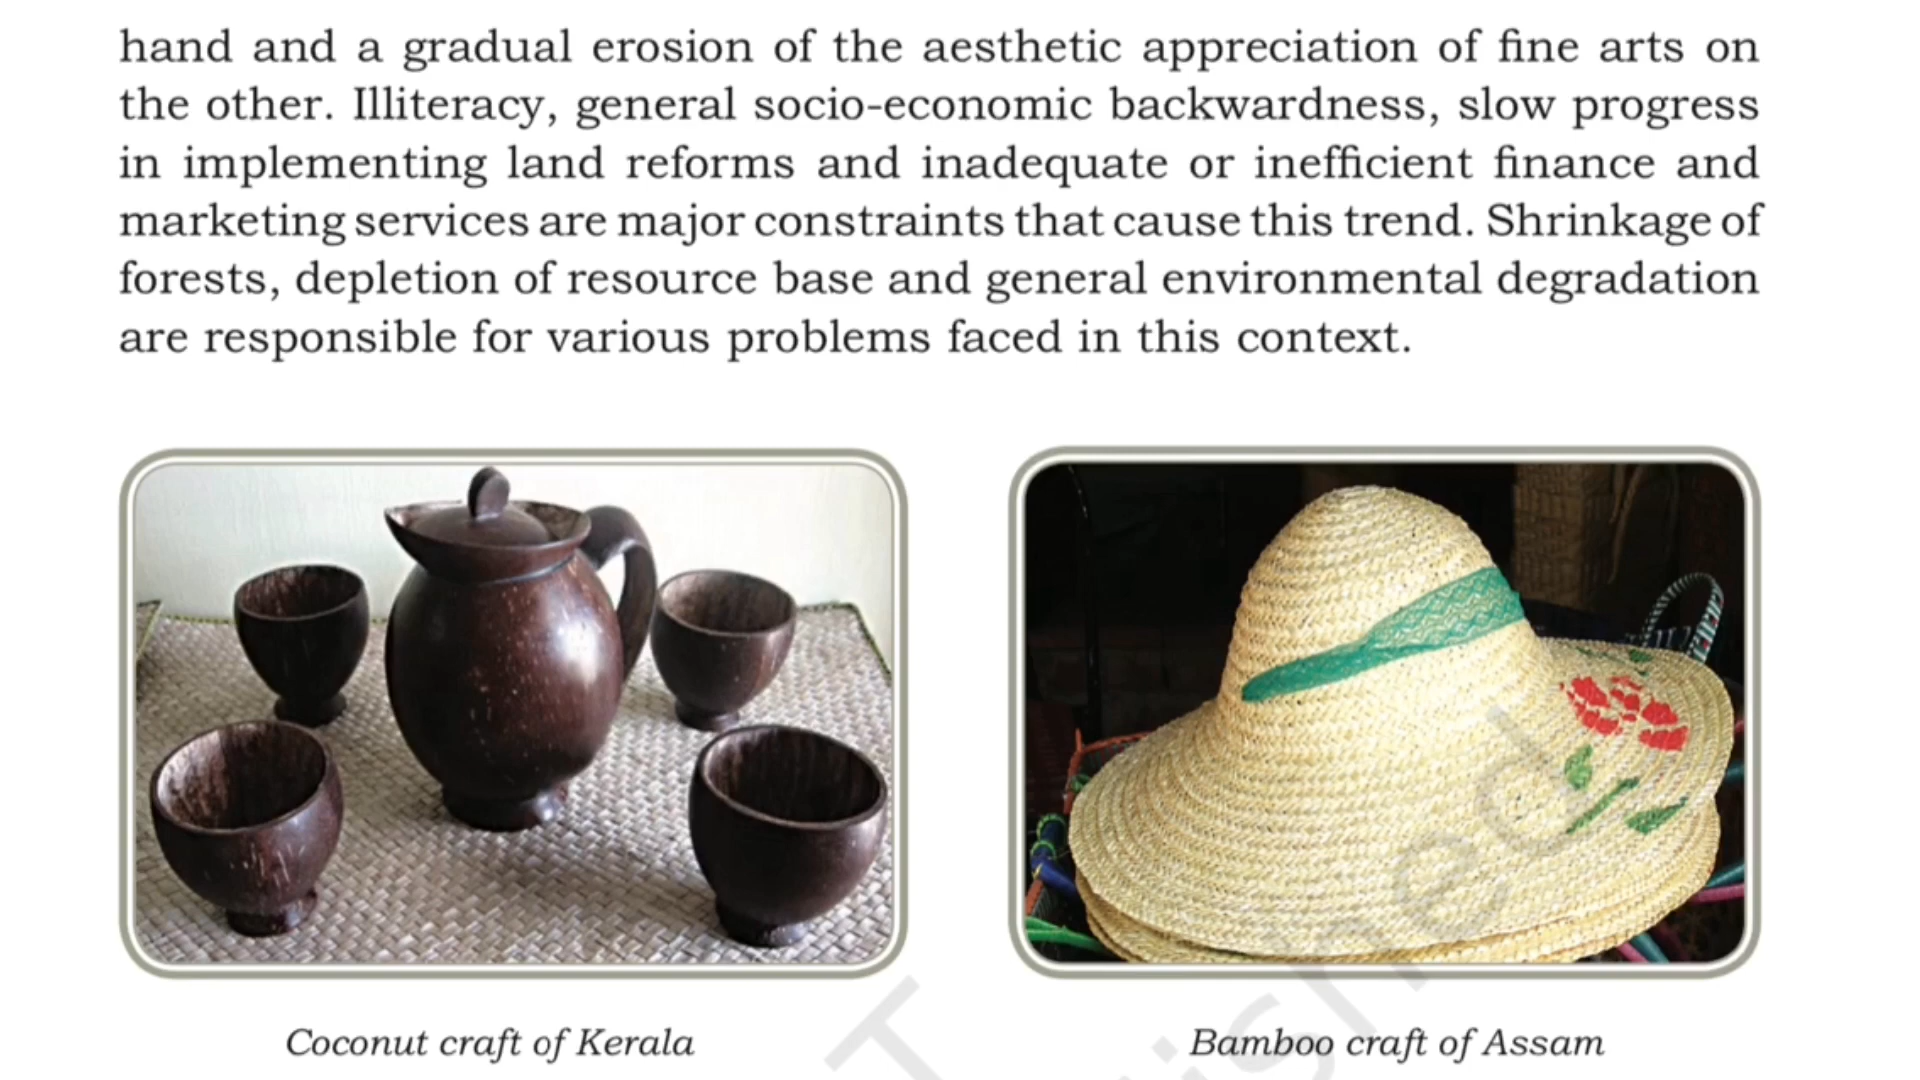 hand and a gradual erosion of the aesthetic appreciation of fine arts on
the other. Illiteracy, general socio-economic backwardness, slow progress
in implementing land reforms and inadequate or inefficient finance and
marketing services are major constraints that cause this trend. Shrinkage of
forests, depletion of resource base and general environmental degradation
are responsible for various problems faced in this context.
Coconut craft of Kerala
Bamboo craft of Assam